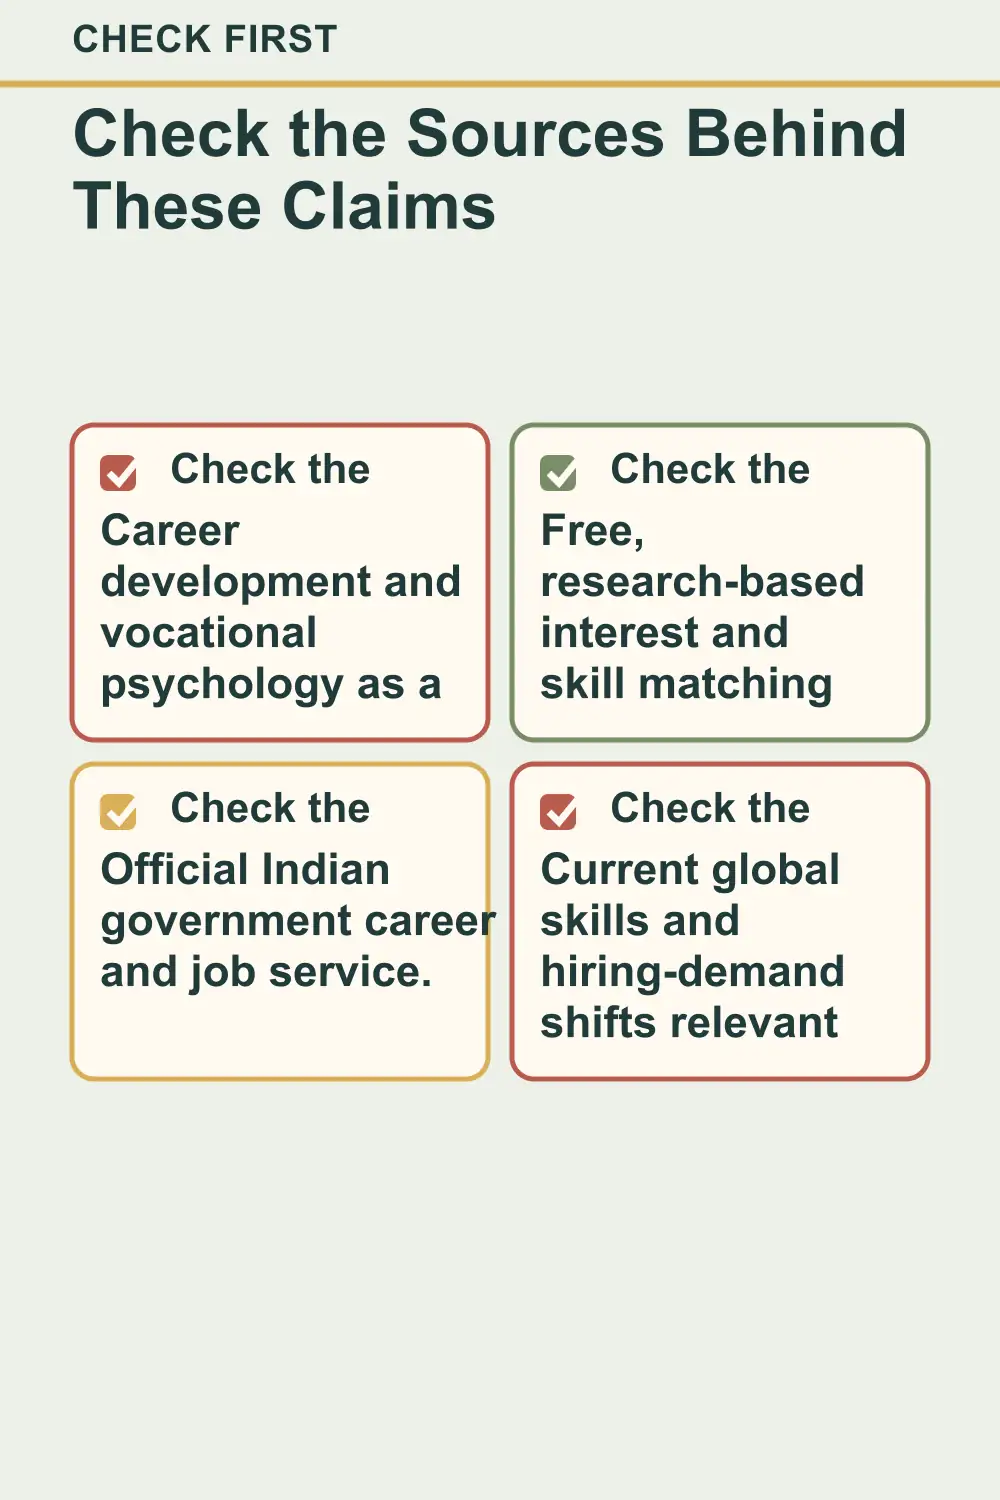 CHECK FIRST
Check the Sources Behind
These Claims
Check the
Career
development and
vocational
psychology as a
Check the
Free,
research-based
interest and
skill matching
Check the
Official Indian
government career
and job service.
Check the
Current global
skills and
hiring-demand
shifts relevant